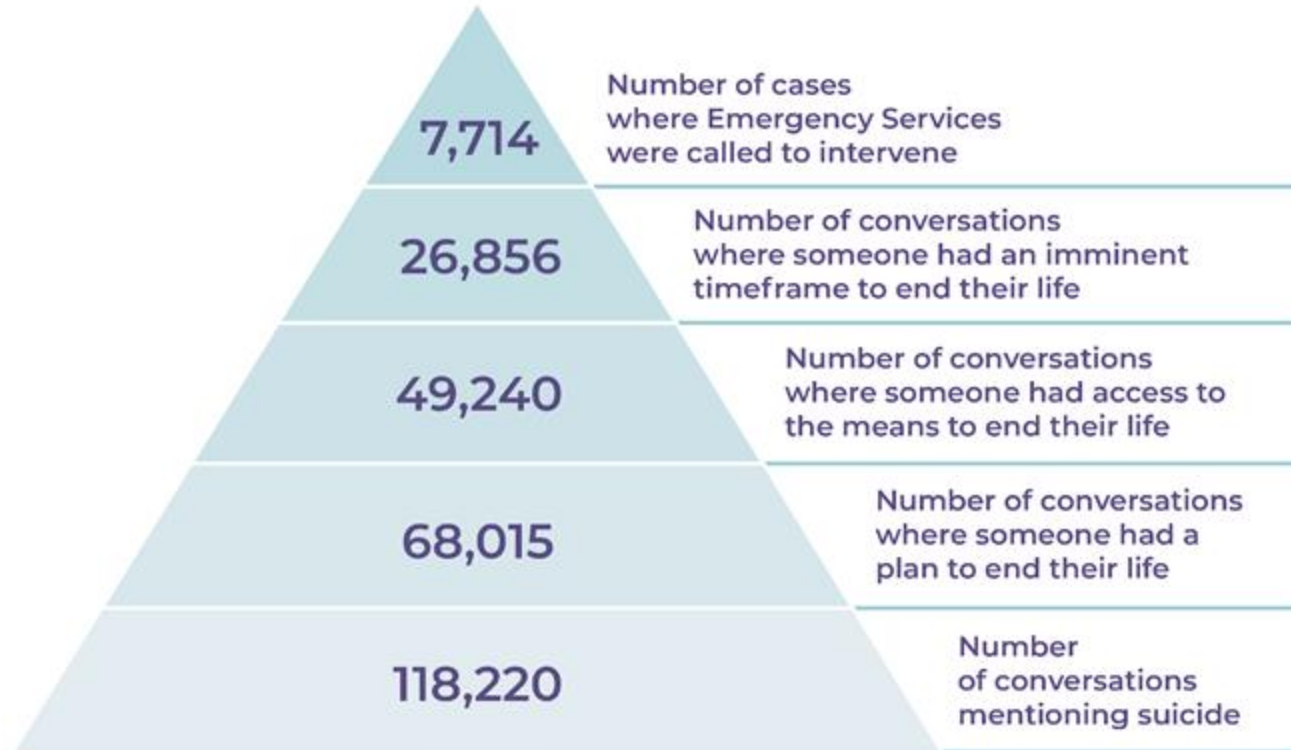 7,714
Number of cases
where Emergency Services
were called to intervene
26,856
Number of conversations
where someone had an imminent
timeframe to end their life
49,240
Number of conversations
where someone had access to
the means to end their life
68,015
Number of conversations
where someone had a
plan to end their life
118,220
Number
of conversations
mentioning suicide